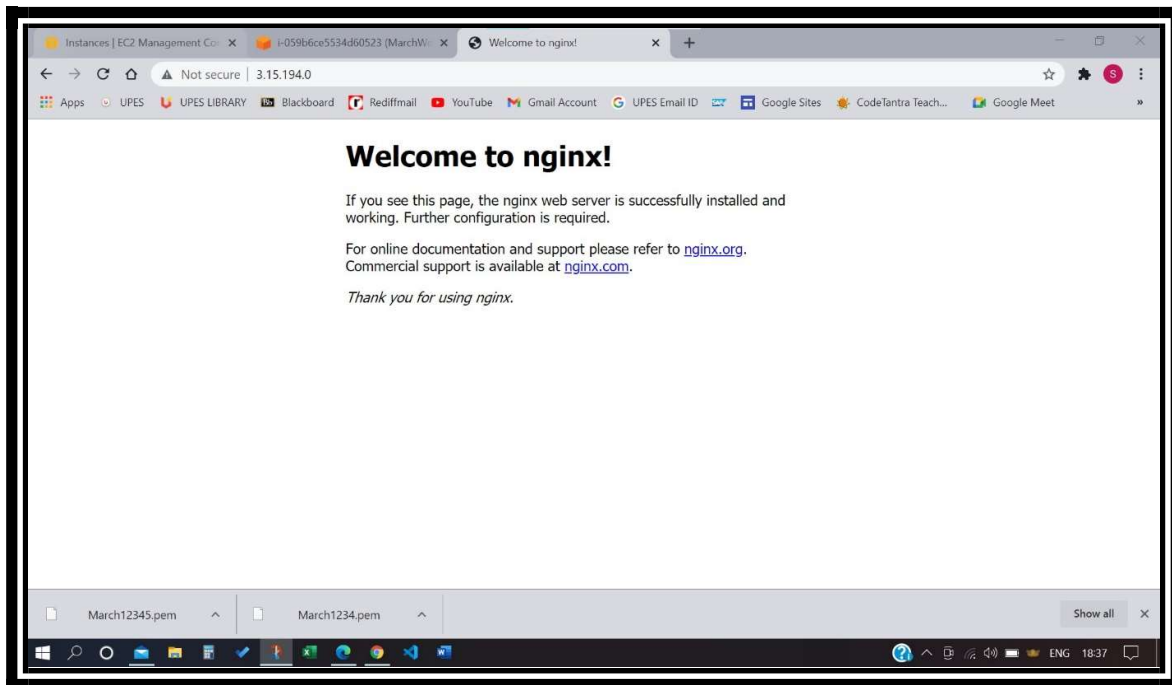 Instances | EC2 Management Co
i-059b6ce5534d60523 (MarchW
Welcome to nginx!
Not secure | 3.15.194.0
S
Apps UPES UPES LIBRARY Blackboard Rediffmail YouTube Gmail Account UPES Email ID Google Sites CodeTantra Teach... Google Meet »
Welcome to nginx!
If you see this page, the nginx web server is successfully installed and
working. Further configuration is required.
For online documentation and support please refer to nginx.org.
Commercial support is available at nginx.com.
Thank you for using nginx.
March12345.pem
March1234.pem
Show all
ENG 18:37